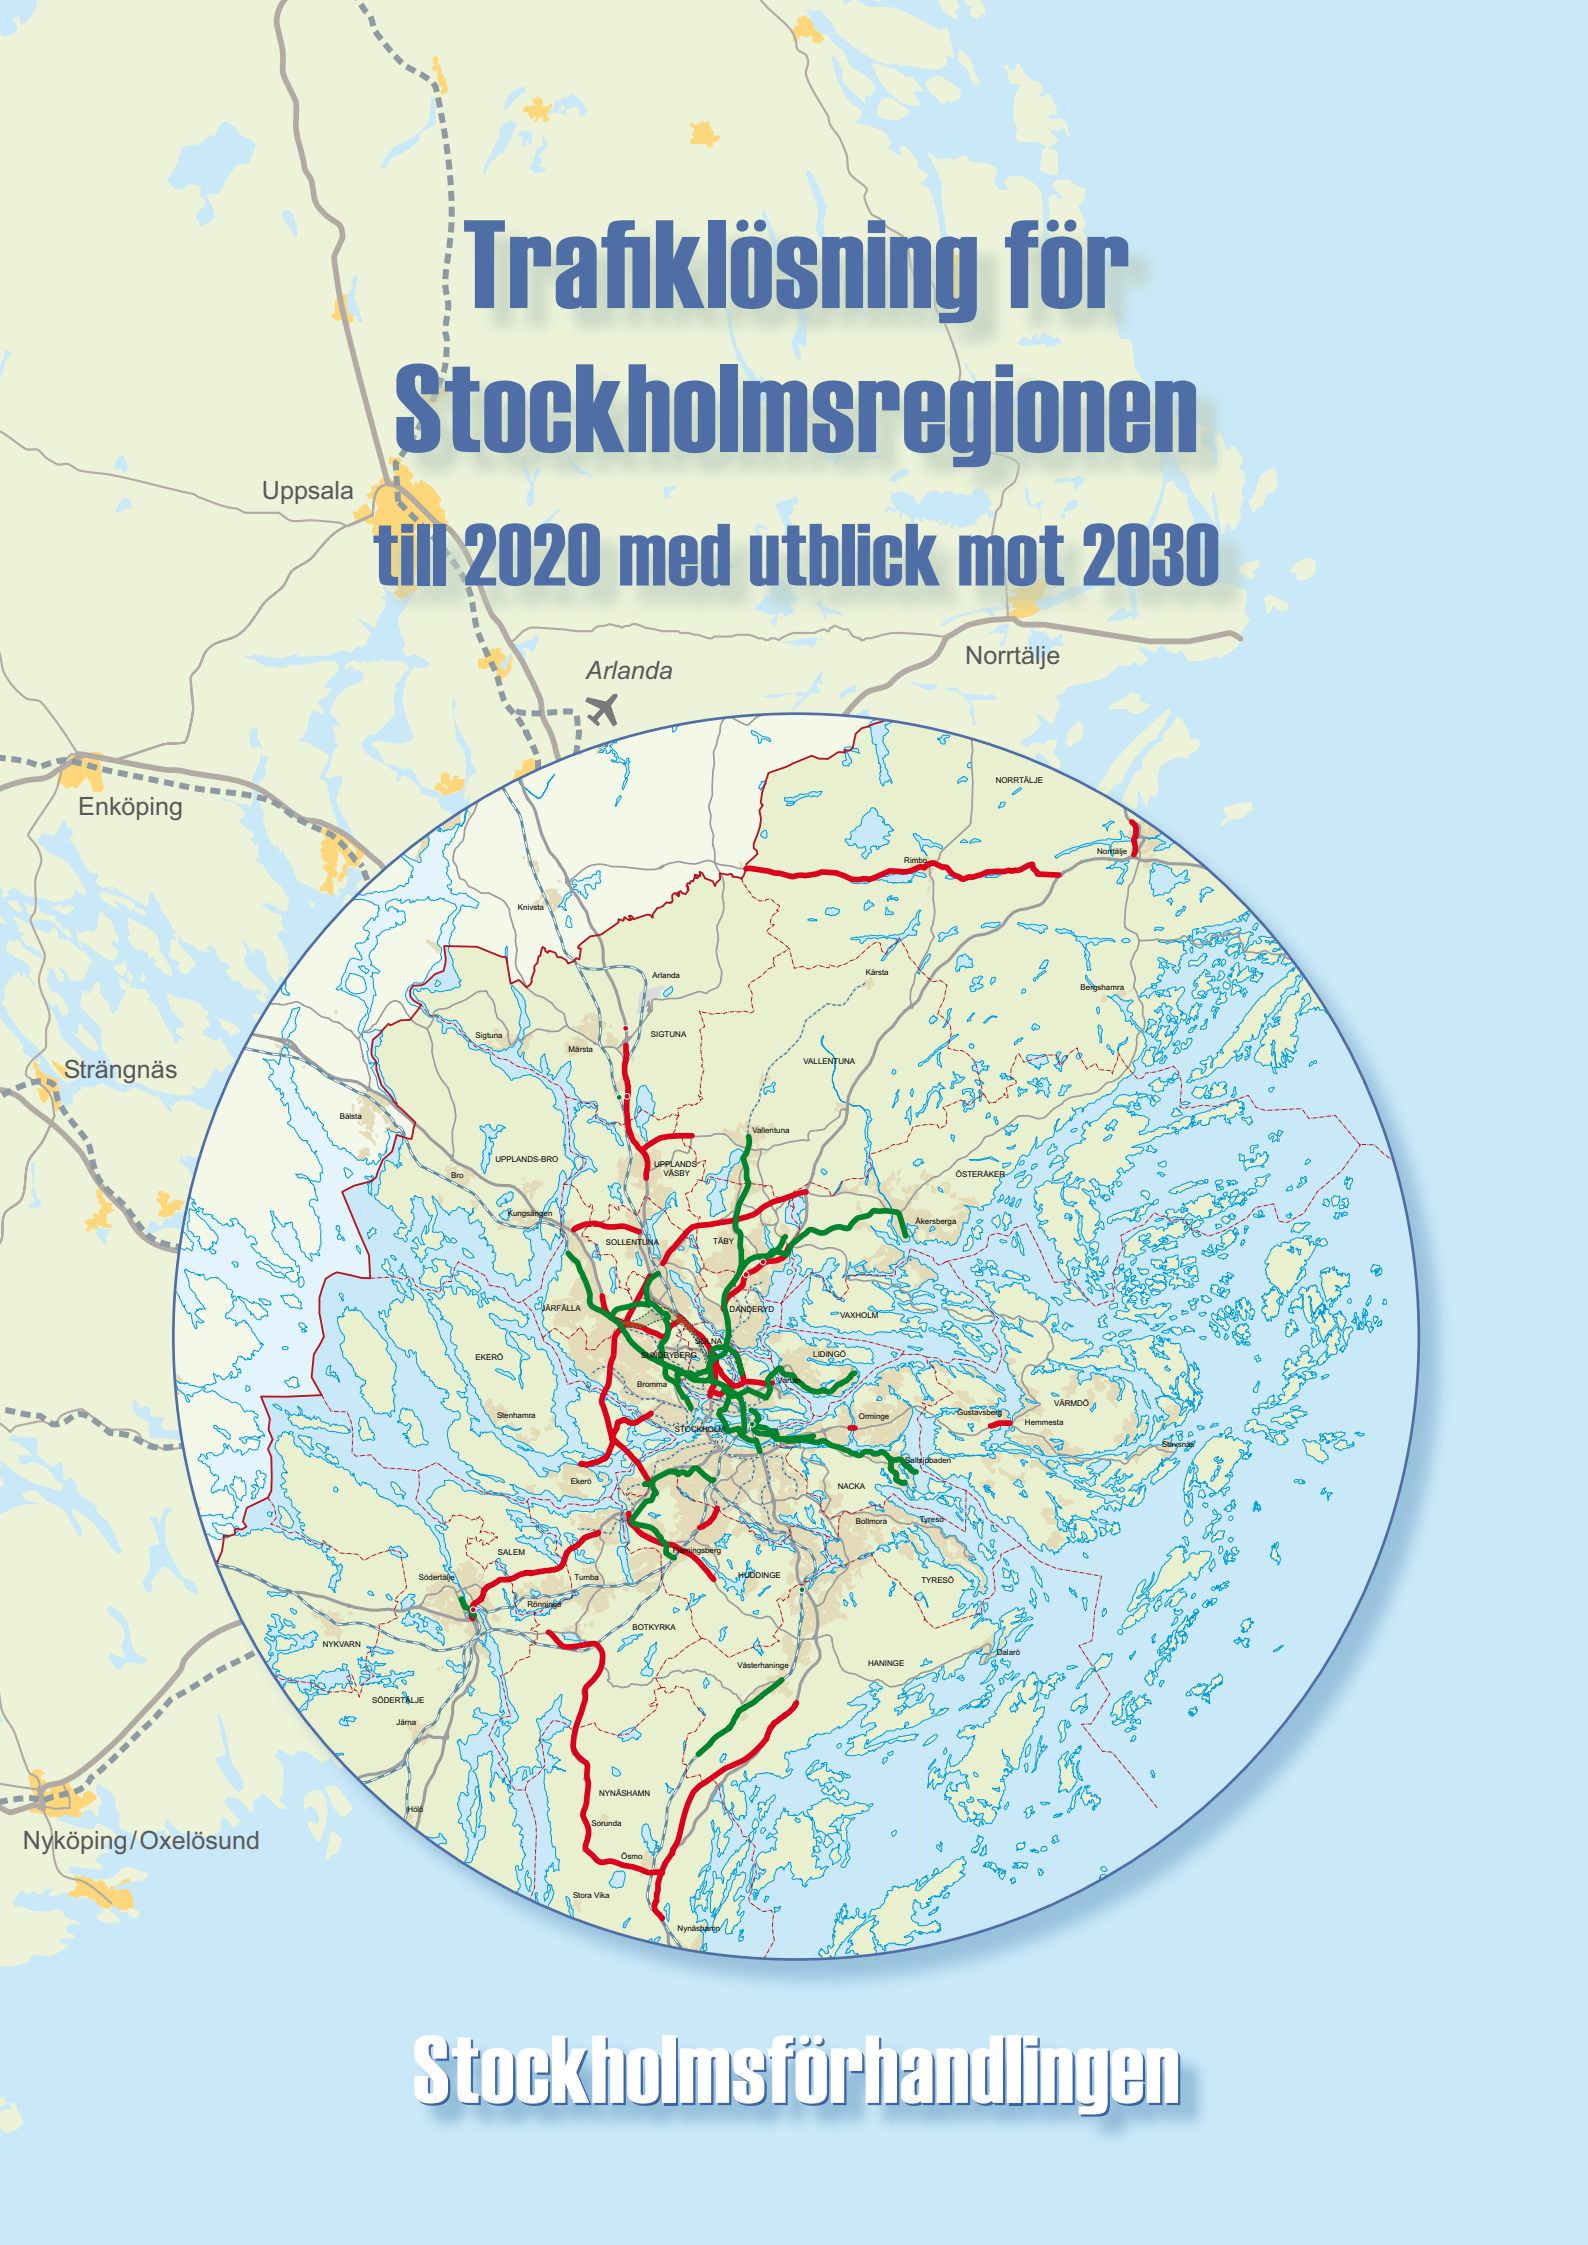 Trafiklösning för
Stockholmsregionen
till 2020 med utblick mot 2030
Uppsala
Arlanda
Norrtälje
Enköping
Strängnäs
Nyköping/Oxelösund
NORRTÄLJE
Norrtälje
Rimbo
Knivsta
Arlanda
Kårsta
Bergshamra
Sigtuna
Märsta
SIGTUNA
VALLENTUNA
Bålsta
Vallentuna
UPPLANDS-BRO
UPPLANDS
VÄSBY
Bro
ÖSTERÅKER
Kungsängen
Åkersberga
SOLLENTUNA
TÄBY
JÄRFÄLLA
DANDERYD
VAXHOLM
SOLNA
EKERÖ
SUNDBYBERG
LIDINGÖ
Bromma
Värtan
VÄRMDÖ
Stenhamra
Orminge
Gustavsberg
Hemmesta
STOCKHOLM
Stavsnäs
Saltsjöbaden
Ekerö
NACKA
Bollmora
Tyresö
SALEM
Flemingsberg
Södertälje
Tumba
HUDDINGE
TYRESÖ
Rönninge
BOTKYRKA
NYKVARN
Västerhaninge
HANINGE
Dalarö
SÖDERTÄLJE
Järna
NYNÄSHAMN
Hölö
Sorunda
Ösmo
Stora Vika
Nynäshamn
Stockholmsförhandlingen